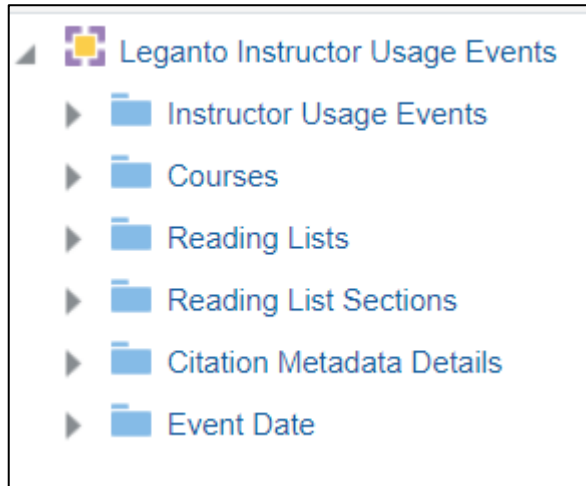 Leganto Instructor Usage Events
Instructor Usage Events
Courses
Reading Lists
Reading List Sections
Citation Metadata Details
Event Date